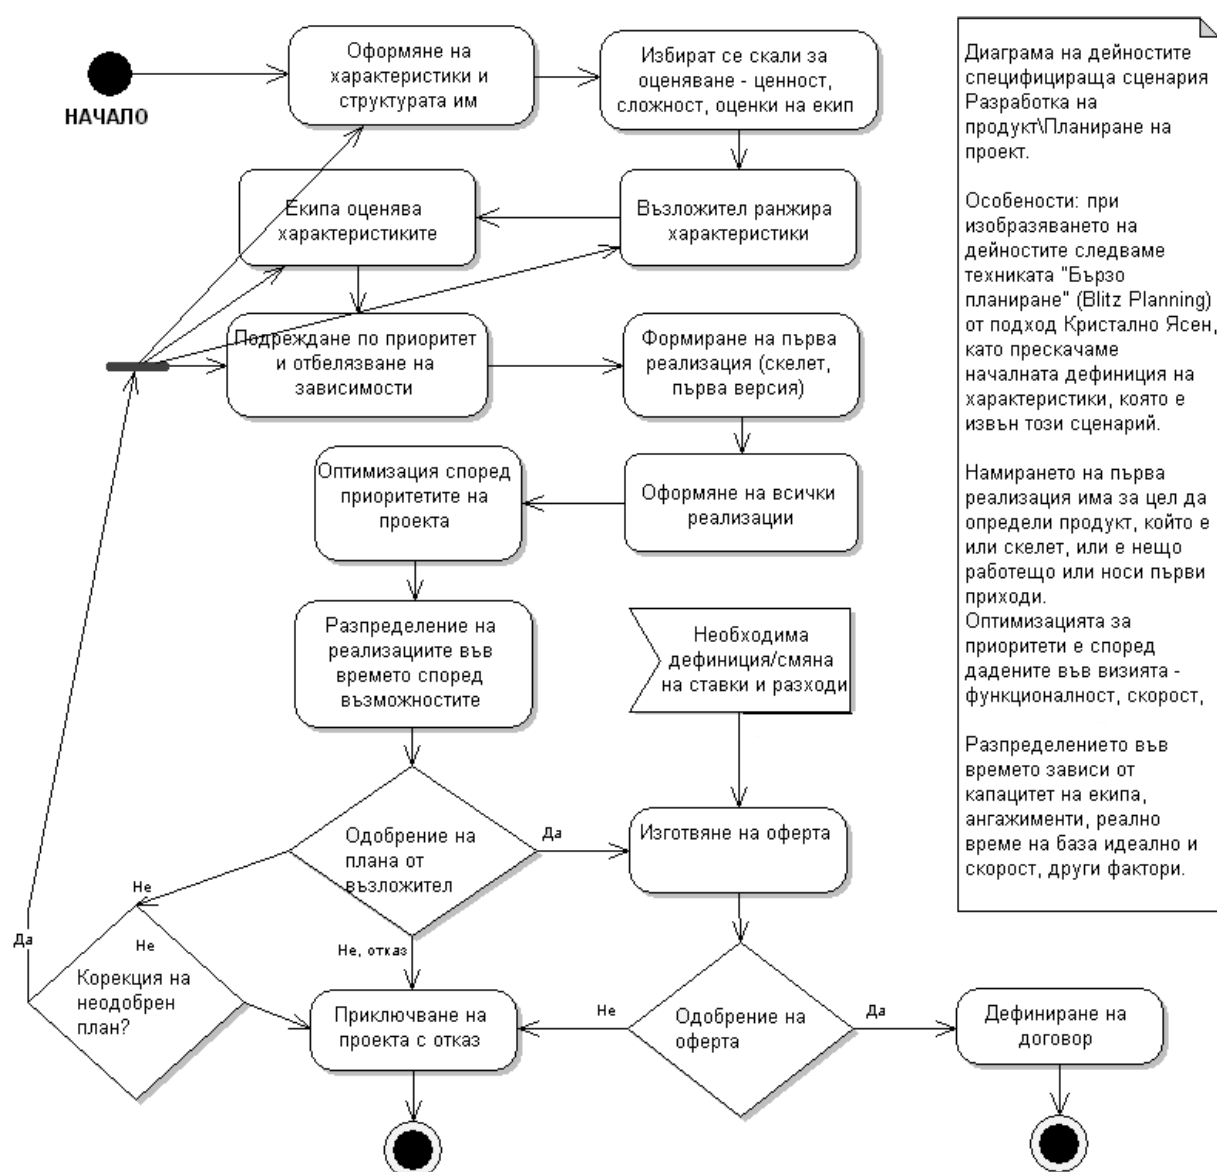 НАЧАЛО
Оформяне на
характеристики и
структурата им
Избират се скали за
оценяване - ценност,
сложност, оценки на екип
Екипа оценява
характеристиките
Възложител ранжира
характеристики
Подреждане по приоритет
и отбелязване на
зависимости
Формиране на първа
реализация (скелет,
първа версия)
Оптимизация според
приоритетите на
проекта
Оформяне на всички
реализации
Разпределение на
реализациите във
времето според
възможностите
Необходима
дефиниция/смяна
на ставки и разходи
Одобрение на
плана от
възложител
Да
Изготвяне на оферта
Не
Не, отказ
Да
Не
Корекция на
неодобрен
план?
Приключване на
проекта с отказ
Не
Одобрение на
оферта
Да
Дефиниране на
договор
Диаграма на дейностите
специфицираща сценария
Разработка на
продукт\Планиране на
проект.
Особености: при
изобразяването на
дейностите следваме
техниката "Бързо
планиране" (Blitz Planning)
от подход Кристално Ясен,
като прескачаме
началната дефиниция на
характеристики, която е
извън този сценарий.
Намирането на първа
реализация има за цел да
определи продукт, който е
или скелет, или е нещо
работещо или носи първи
приходи.
Оптимизацията за
приоритети е според
дадените във визията -
функционалност, скорост,
Разпределението във
времето зависи от
капацитет на екипа,
ангажименти, реално
време на база идеално и
скорост, други фактори.